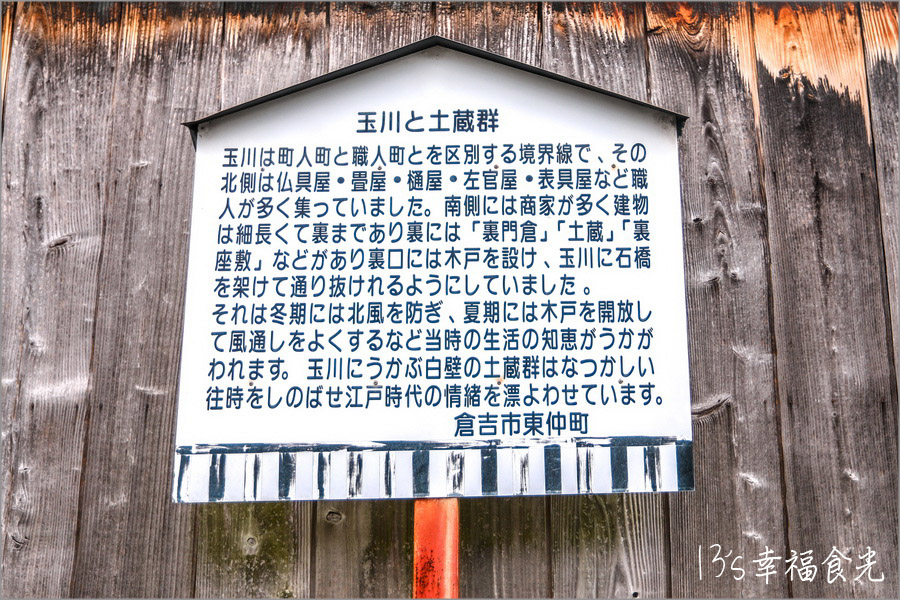 玉川と土蔵群
玉川は町人町と職人町とを区別する境界線で、その
北側は仏具屋・畳屋・樋屋・左官屋・表具屋など職
人が多く集っていました。南側には商家が多く建物
は細長くて裏まであり裏には「裏門倉」「土蔵」「裏
座敷」などがあり裏口には木戸を設け、玉川に石橋
を架けて通り抜けれるようにしていました。
それは冬期には北風を防ぎ、夏期には木戸を開放し
て風通しをよくするなど当時の生活の知恵がうかが
われます。玉川にうかぶ白壁の土蔵群はなつかしい
往時をしのばせ江戸時代の情緒を漂よわせています。
倉吉市東仲町
13's幸福食光